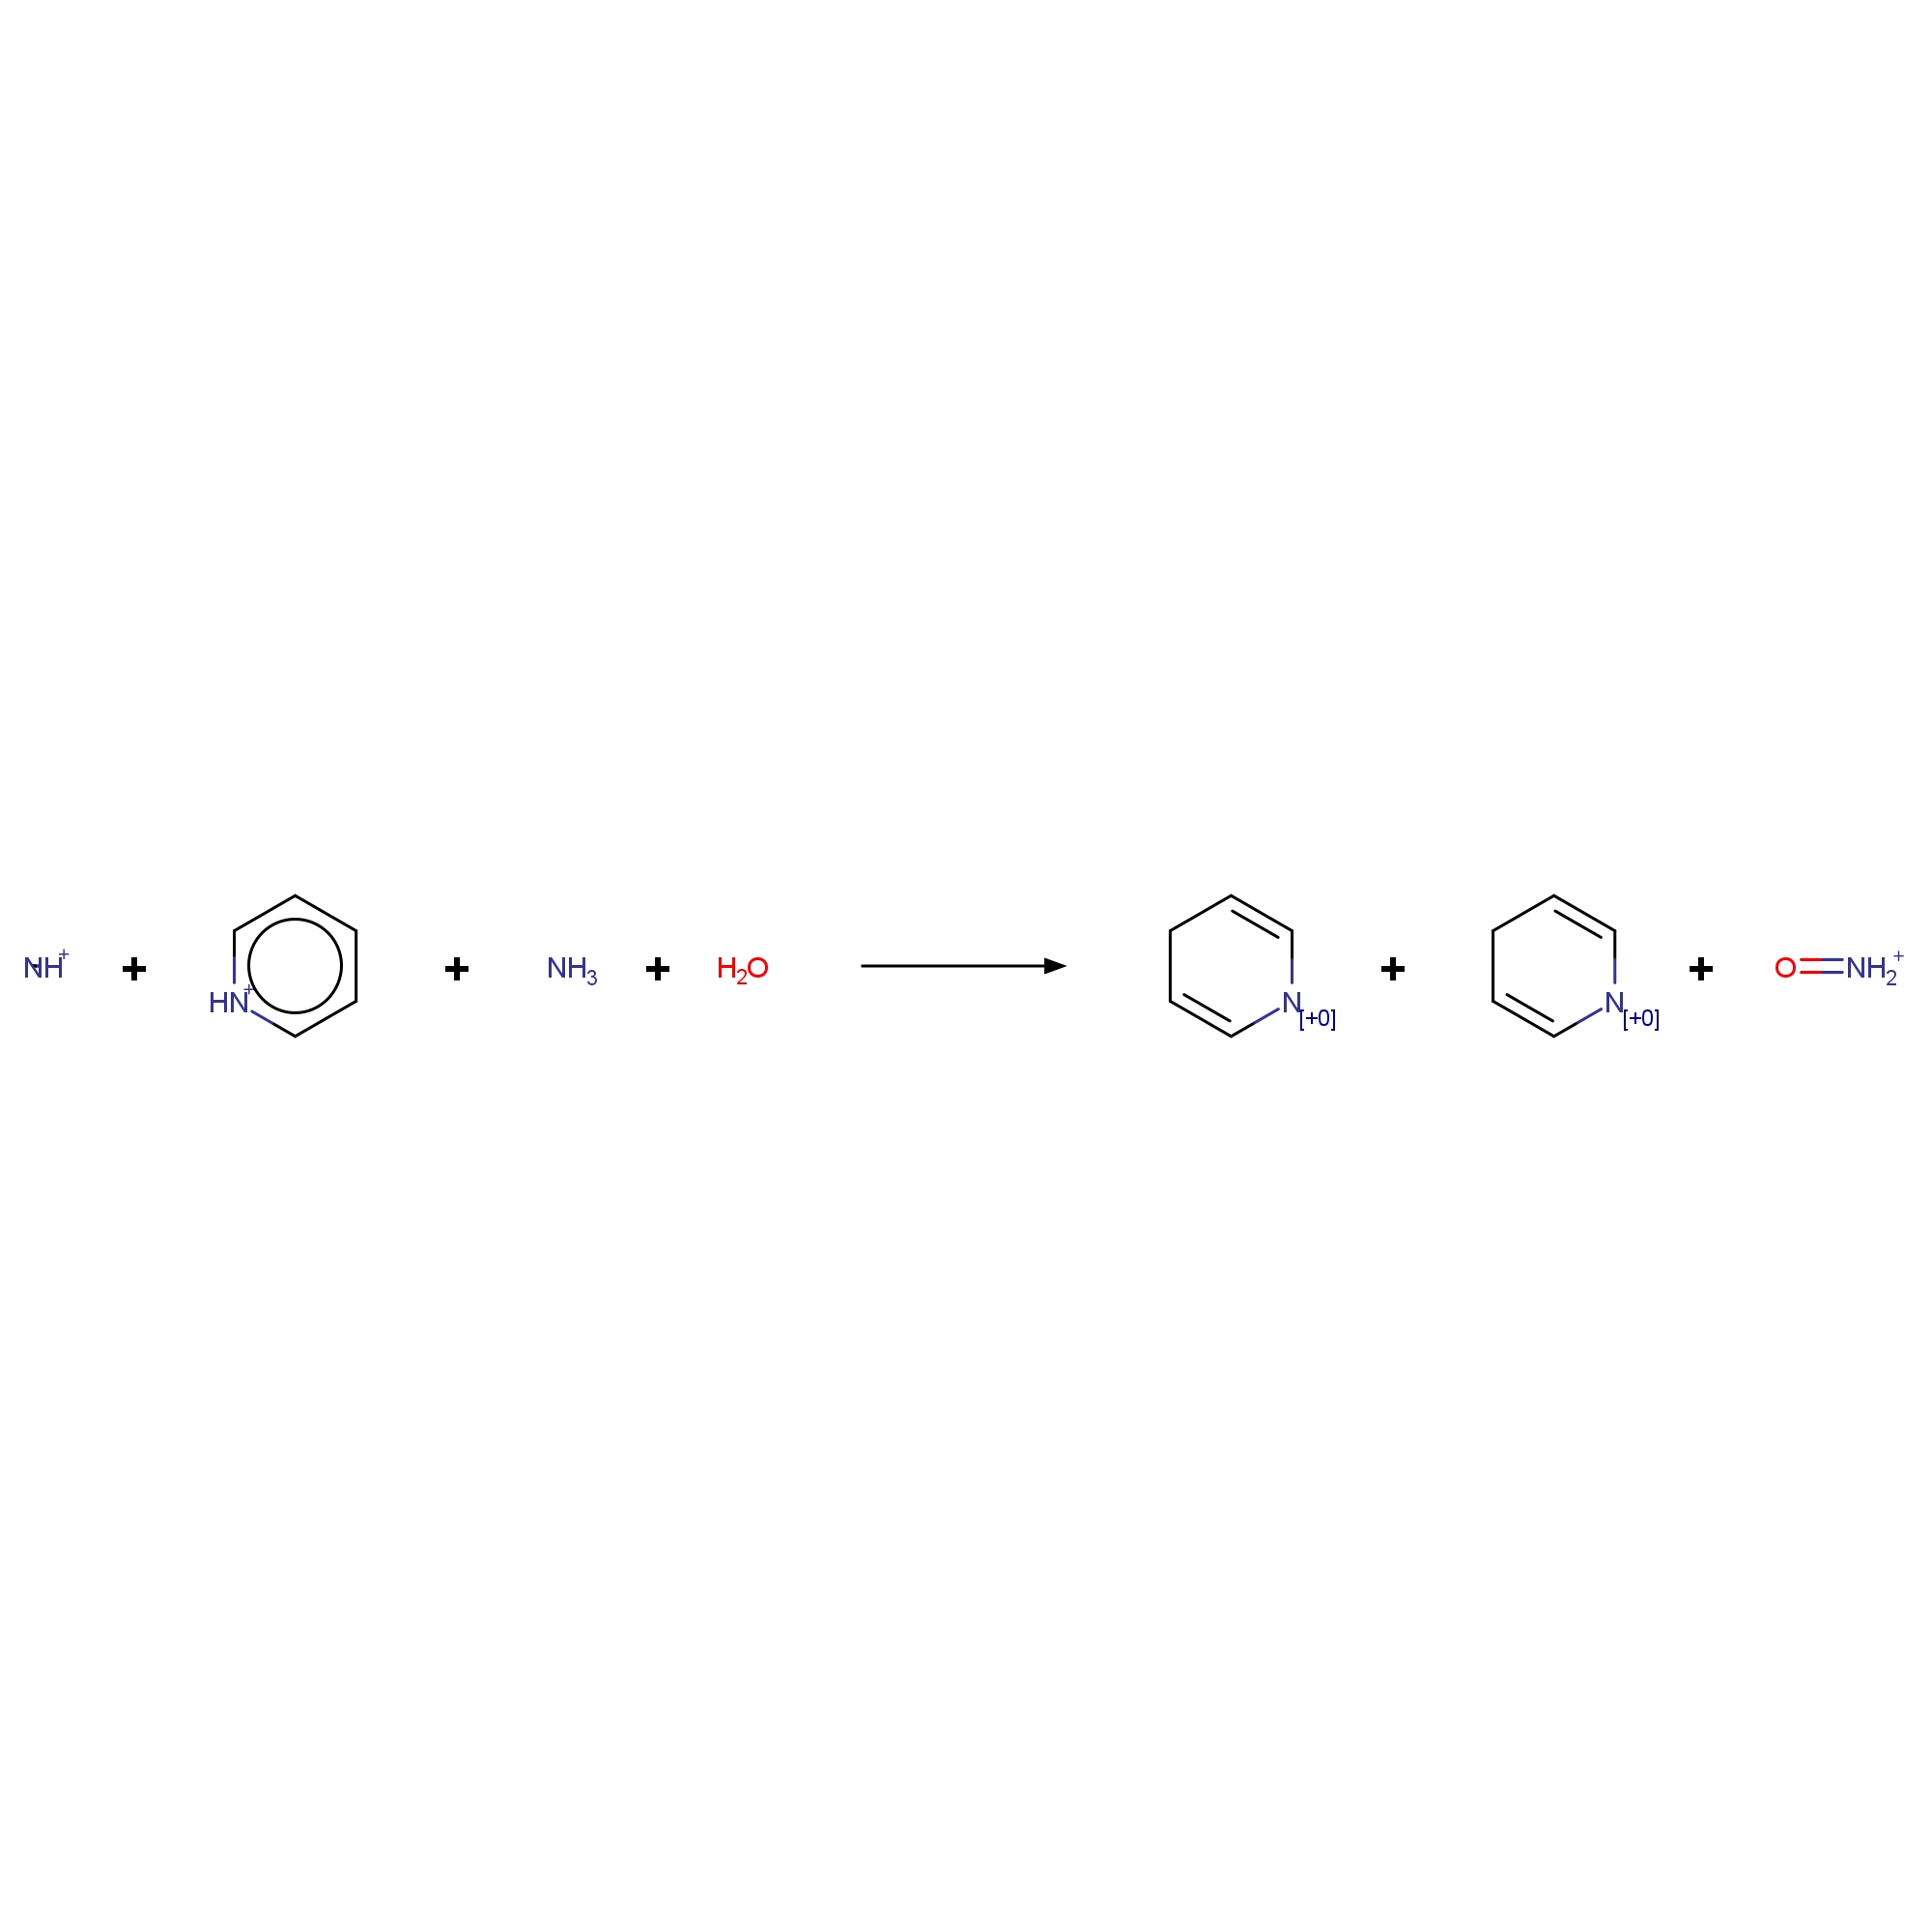 NH+ + HN+ + NH3 + H2O N[+0] + N[+0] + O NH2+